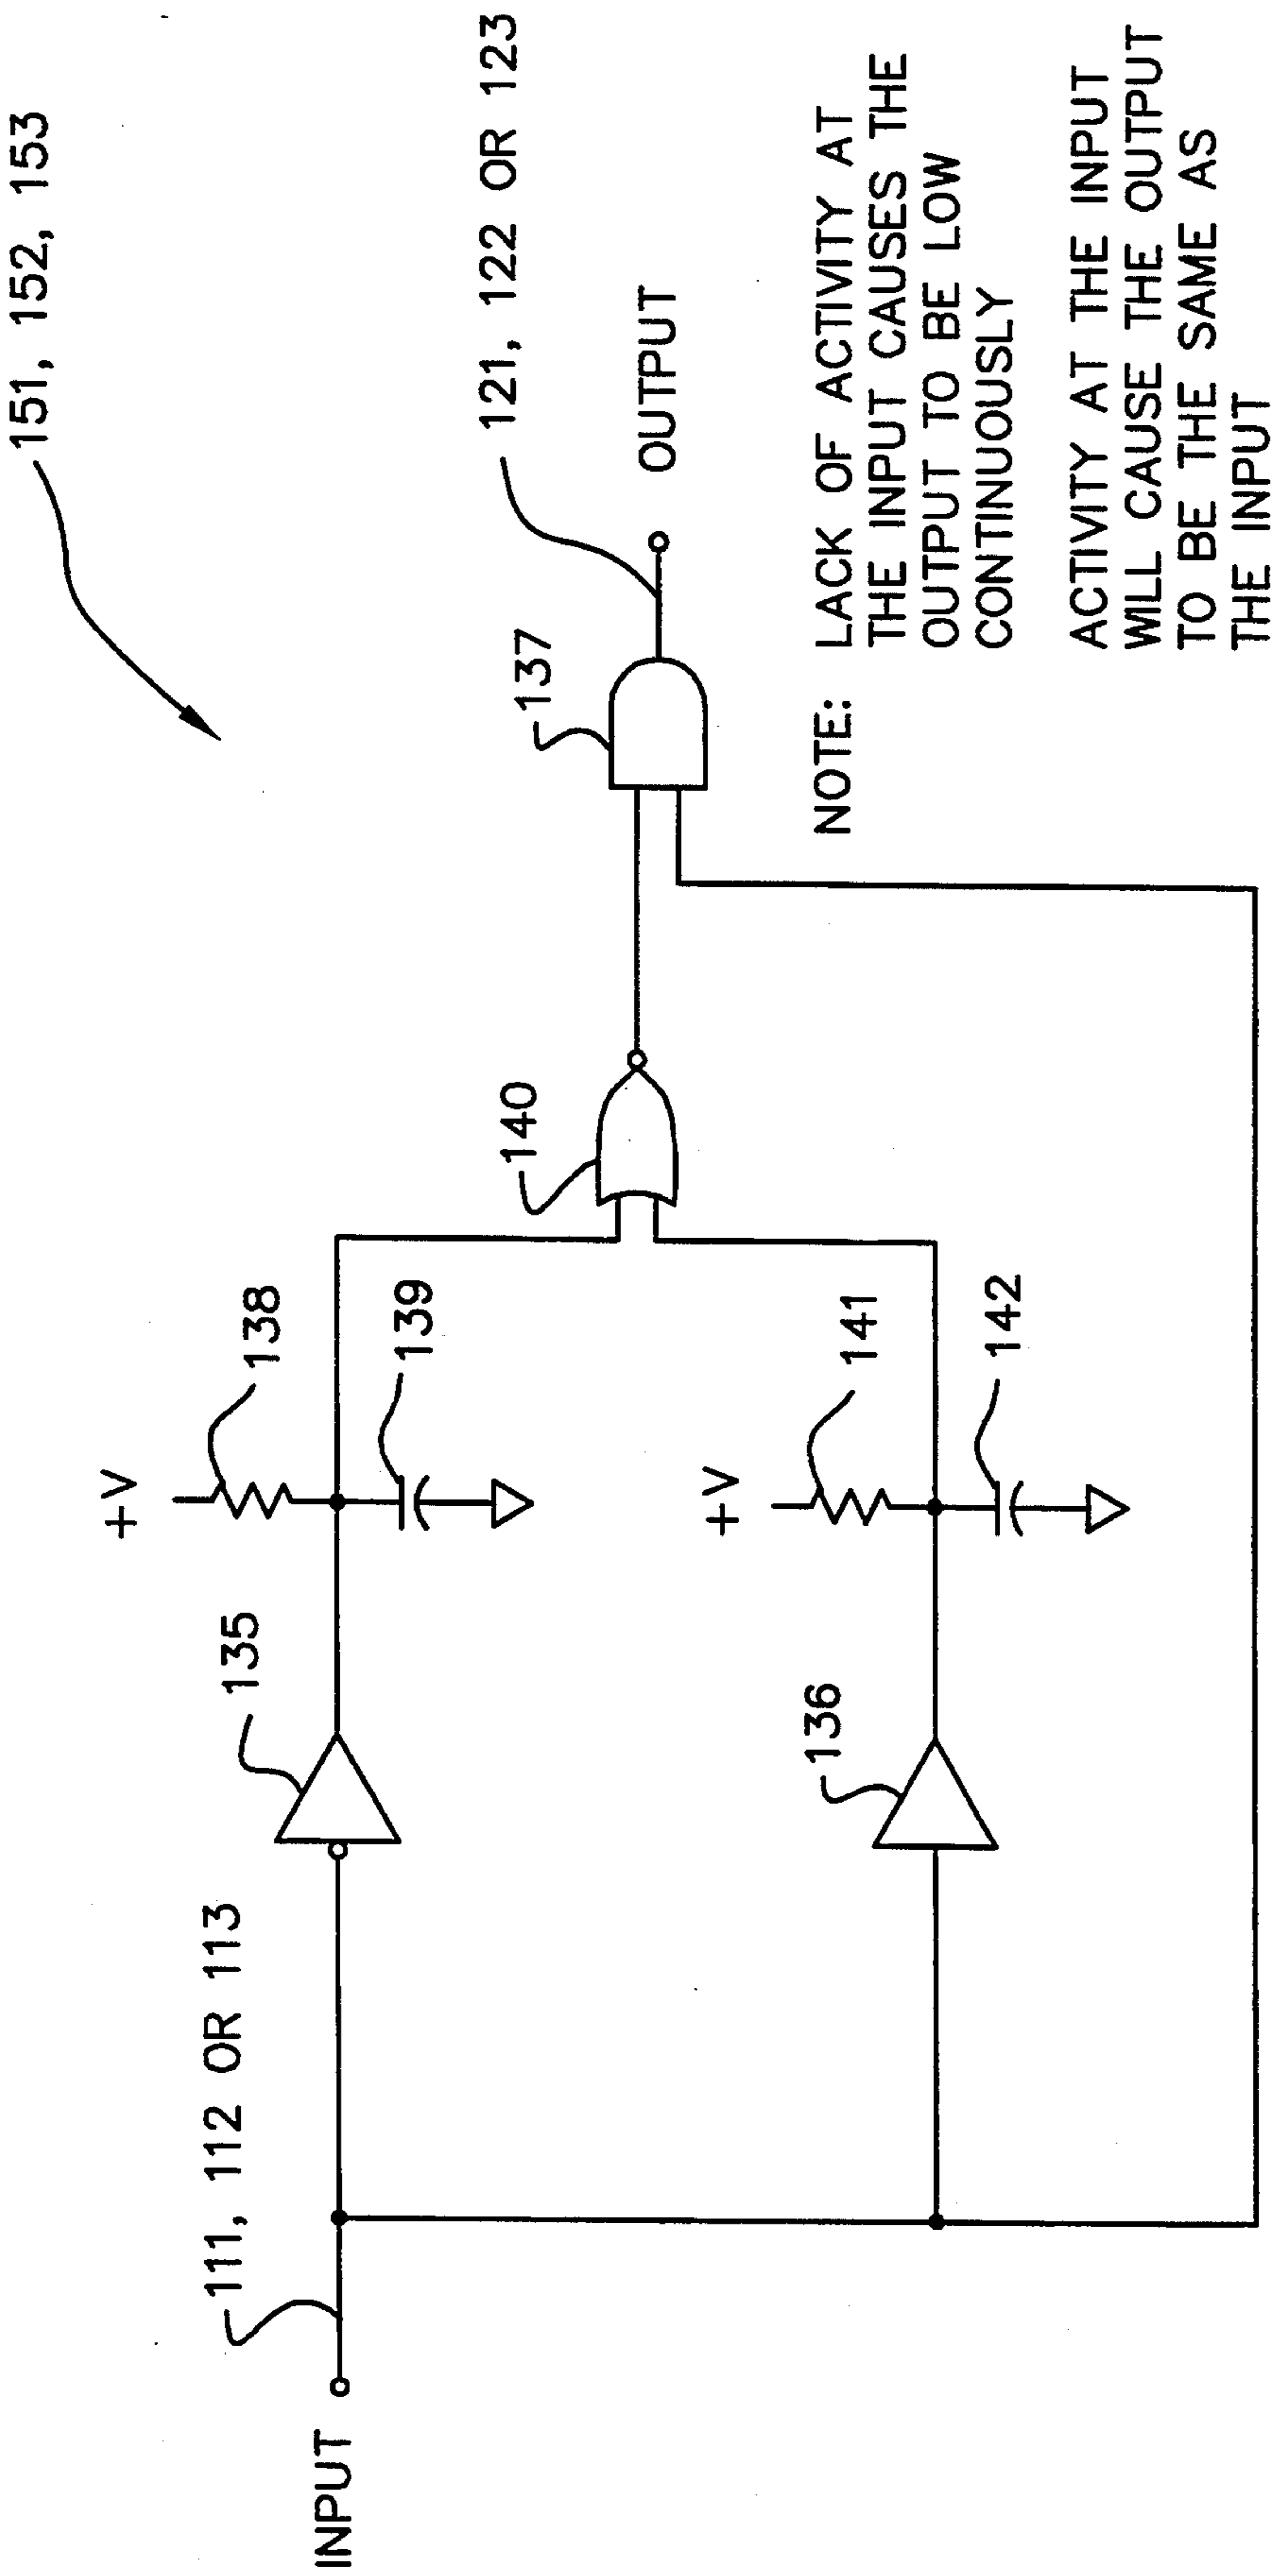 151, 152, 153
111, 112 OR 113
INPUT
135
+V
138
139
136
+V
141
142
140
137
121, 122 OR 123
OUTPUT
NOTE: LACK OF ACTIVITY AT
THE INPUT CAUSES THE
OUTPUT TO BE LOW
CONTINUOUSLY
ACTIVITY AT THE INPUT
WILL CAUSE THE OUTPUT
TO BE THE SAME AS
THE INPUT